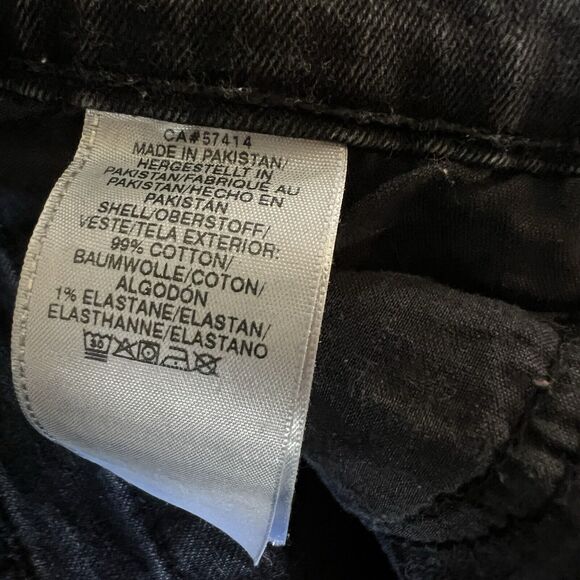 CA#57414
MADE IN PAKISTAN/
HERGESTELLT IN
PAKISTAN/FABRIQUE AU
PAKISTAN/HECHO EN
PAKISTAN
SHELL/OBERSTOFF/
VESTE/TELA EXTERIOR:
99% COTTON/
BAUMWOLLE/COTON/
ALGODÓN
1% ELASTANE/ELASTAN/
ELASTHANNE/ELASTANO
30